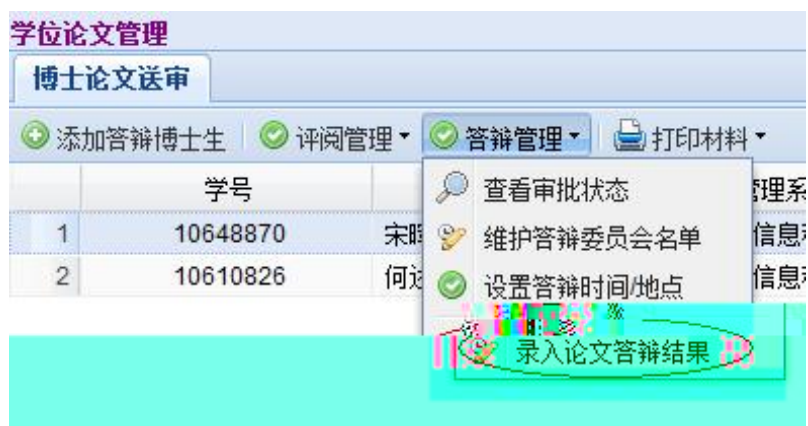 学位论文管理
博士论文送审
添加答辩博士生 评阅管理 答辩管理 打印材料
学号 管理系
查看审批状态
1 10648870 宋 信息
维护答辩委员会名单
2 10610826 何 信息
设置答辩时间/地点
录入论文答辩结果